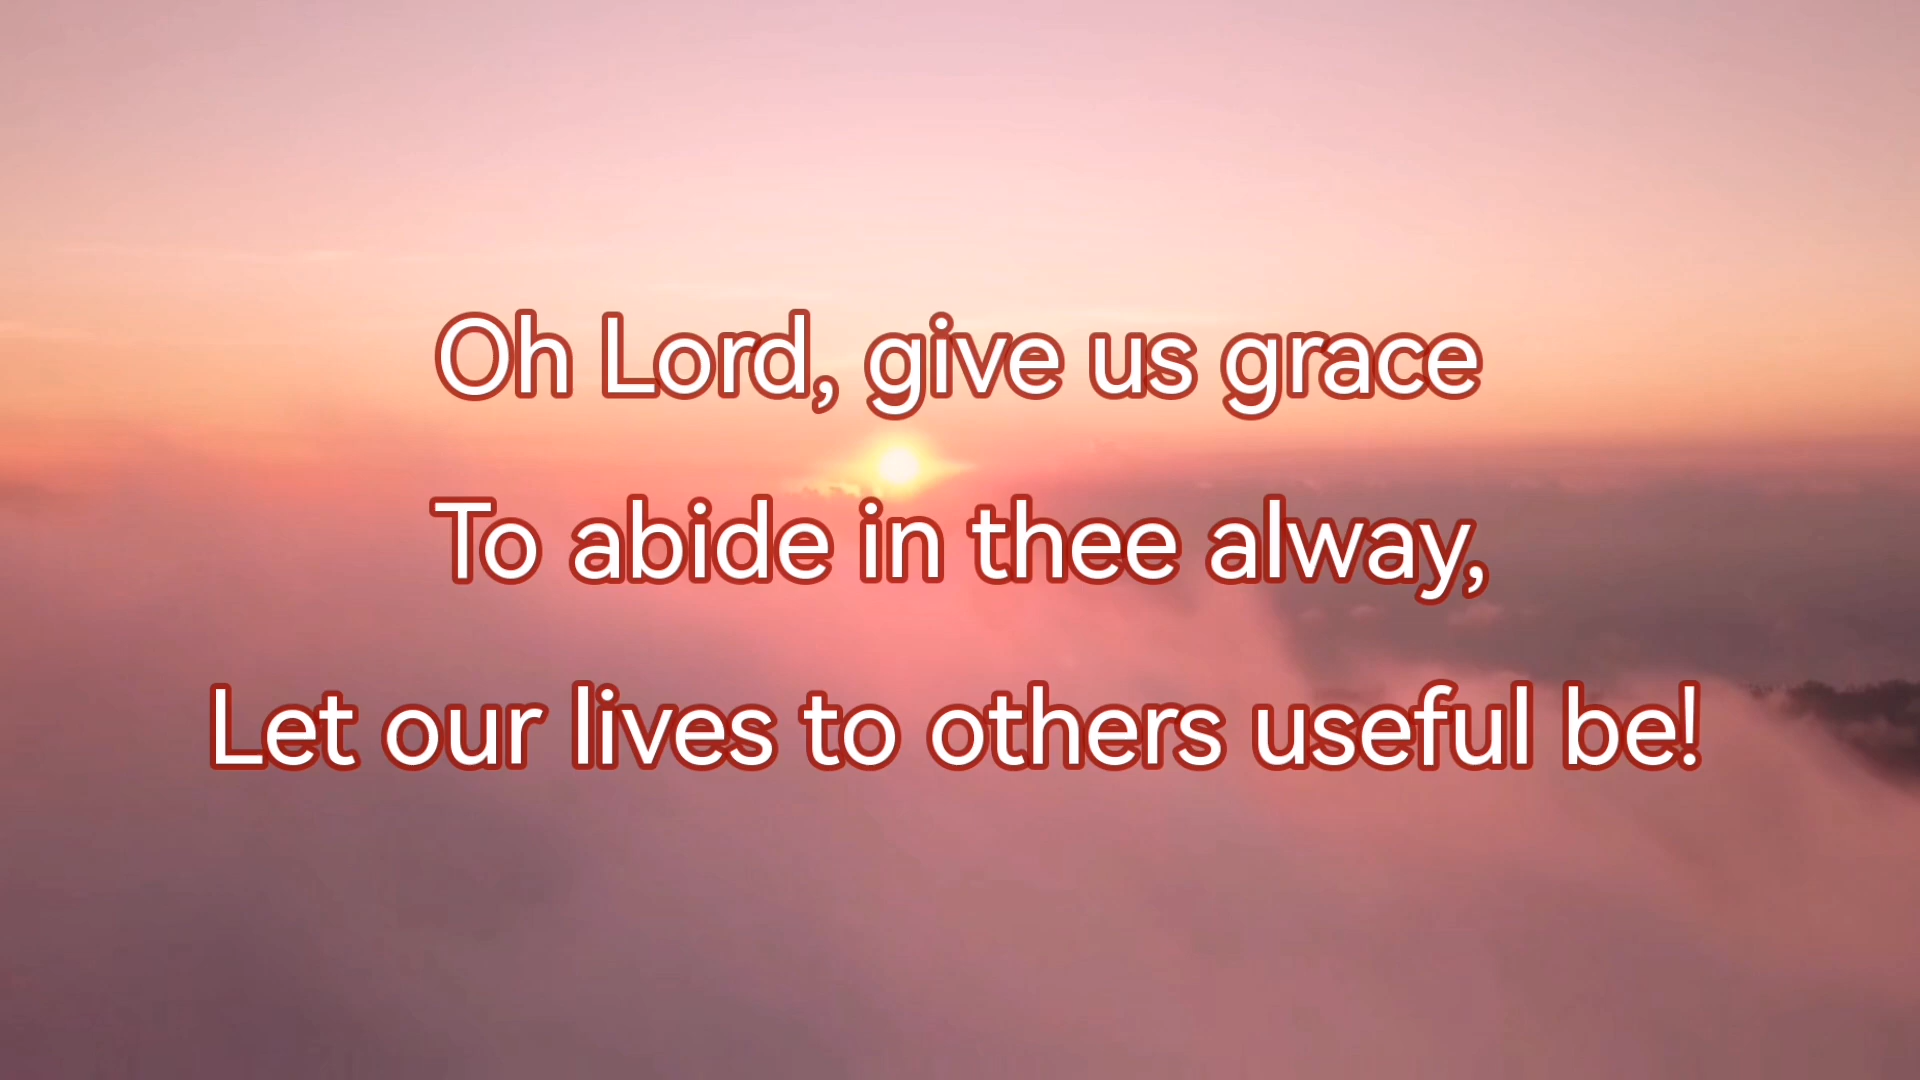 Oh Lord, give us grace
To abide in thee alway,
Let our lives to others useful be!